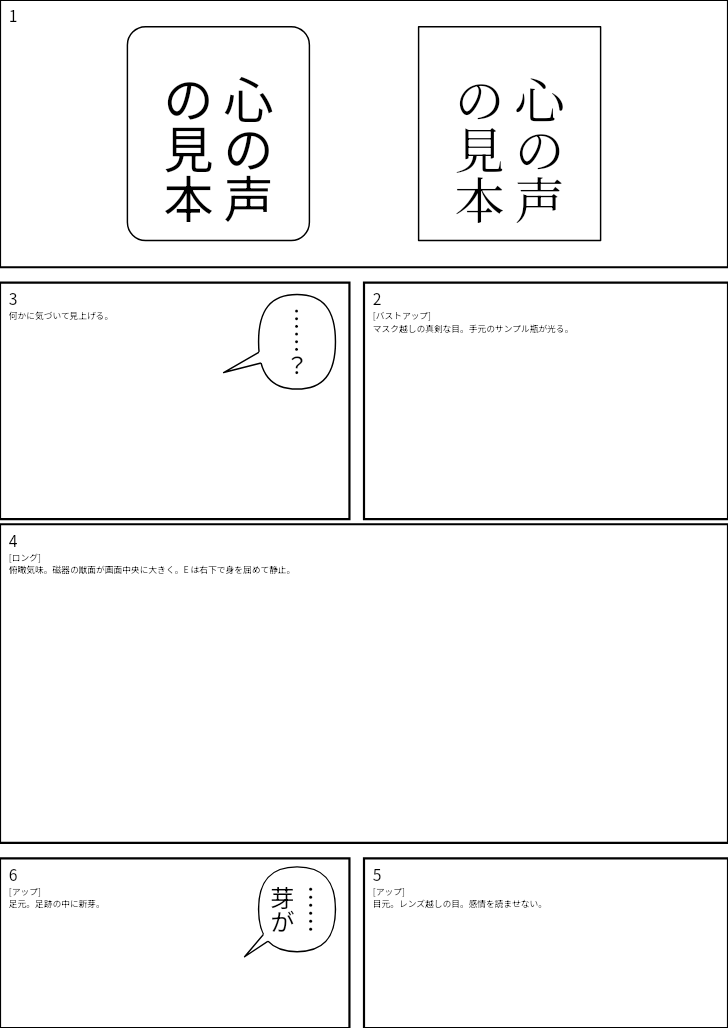 1
心の声
の見本
心の声
の見本
2
[バストアップ]
マスク越しの真剣な目。手元のサンプル瓶が光る。
3
何かに気づいて見上げる。
……？
4
[ロング]
俯瞰気味。磁器の獣面が画面中央に大きく。E は右下で身を屈めて静止。
5
[アップ]
目元。レンズ越しの目。感情を読ませない。
6
[アップ]
足元。足跡の中に新芽。
……
芽が